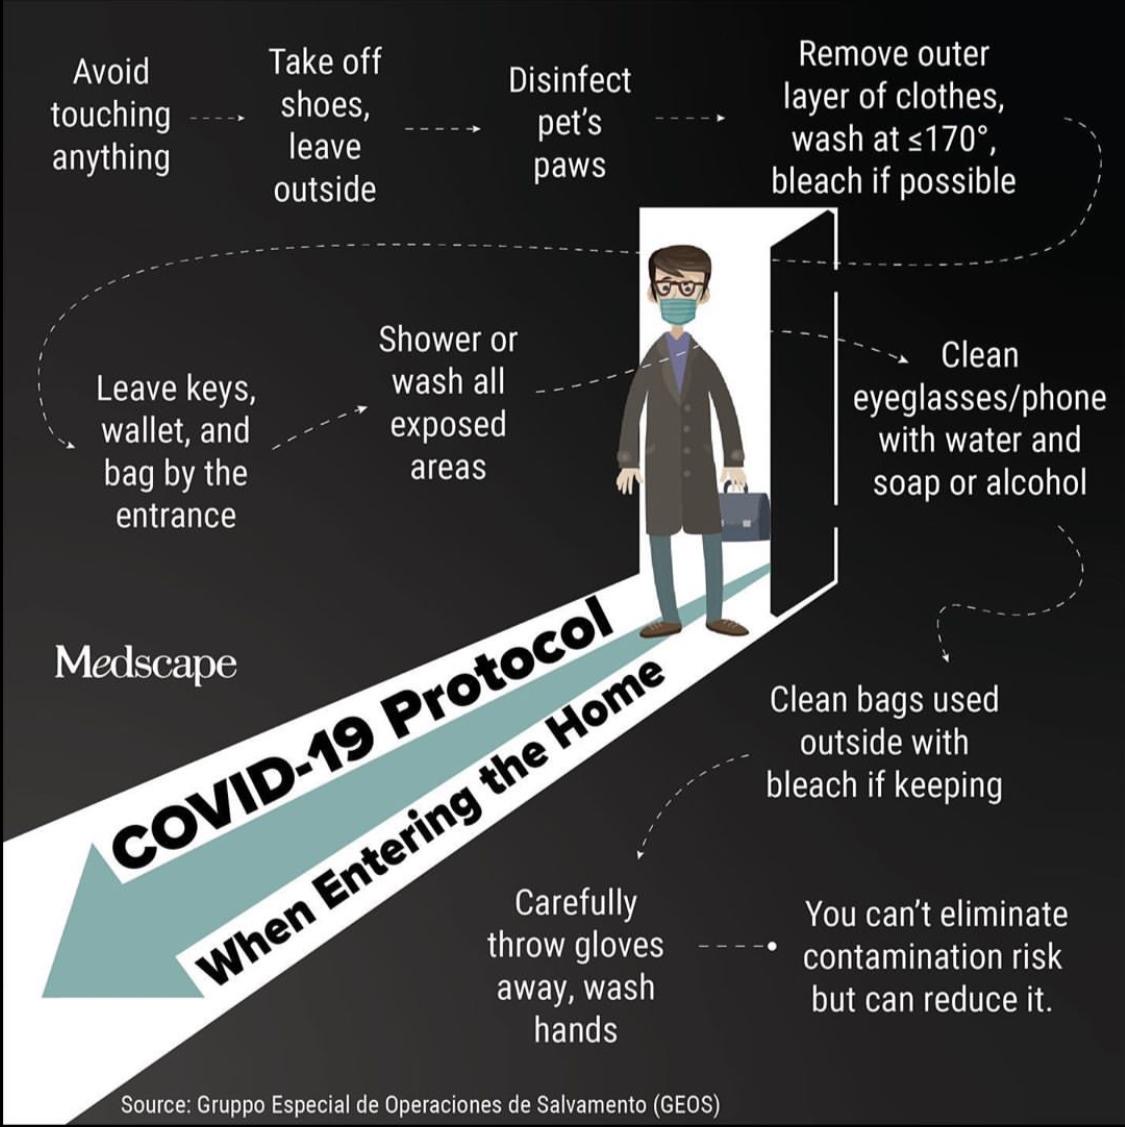 Avoid
touching
anything
Take off
shoes,
leave
outside
Disinfect
pet's
paws
Remove outer
layer of clothes,
wash at ≤170°,
bleach if possible
Leave keys,
wallet, and
bag by the
entrance
Shower or
wash all
exposed
areas
Clean
eyeglasses/phone
with water and
soap or alcohol
Clean bags used
outside with
bleach if keeping
Carefully
throw gloves
away, wash
hands
You can't eliminate
contamination risk
but can reduce it.
Medscape
COVID-19 Protocol
When Entering the Home
Source: Gruppo Especial de Operaciones de Salvamento (GEOS)